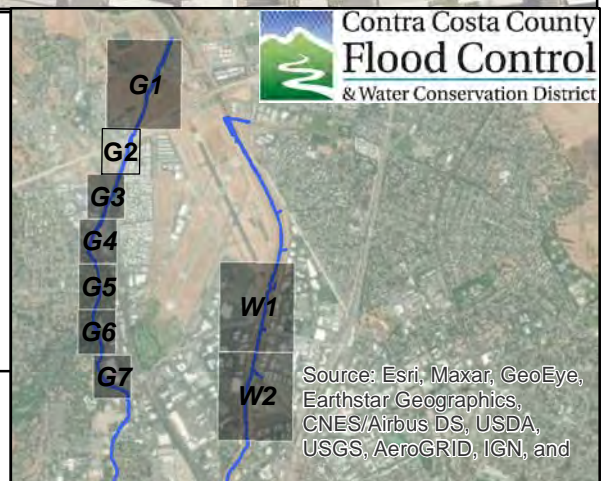 Contra Costa County
Flood Control
& Water Conservation District
G1
G2
G3
G4
G5
G6
G7
W1
W2
Source: Esri, Maxar, GeoEye,
Earthstar Geographics,
CNES/Airbus DS, USDA,
USGS, AeroGRID, IGN, and